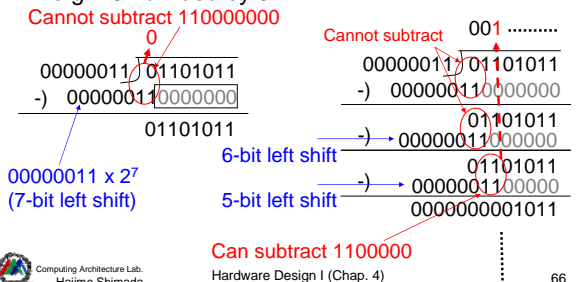 Cannot subtract 110000000
0
00000011 01101011
-) 000000110000000
01101011
00000011 x 2⁷
(7-bit left shift)
001 ..........
Cannot subtract
00000011 01101011
-) 000000110000000
01101011
-) 00000011000000
6-bit left shift
01101011
-) 0000001100000
5-bit left shift
0000000001011
Can subtract 1100000
Computing Architecture Lab.
Hajime Shimada
Hardware Design I (Chap. 4)
66